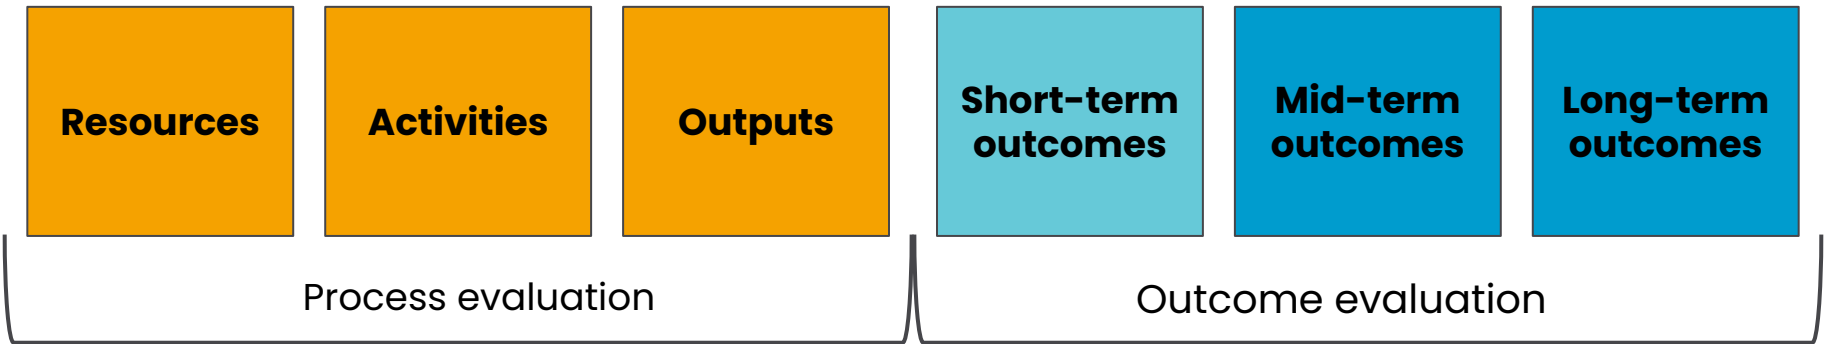 Resources
Activities
Outputs
Short-term
outcomes
Mid-term
outcomes
Long-term
outcomes
Process evaluation
Outcome evaluation